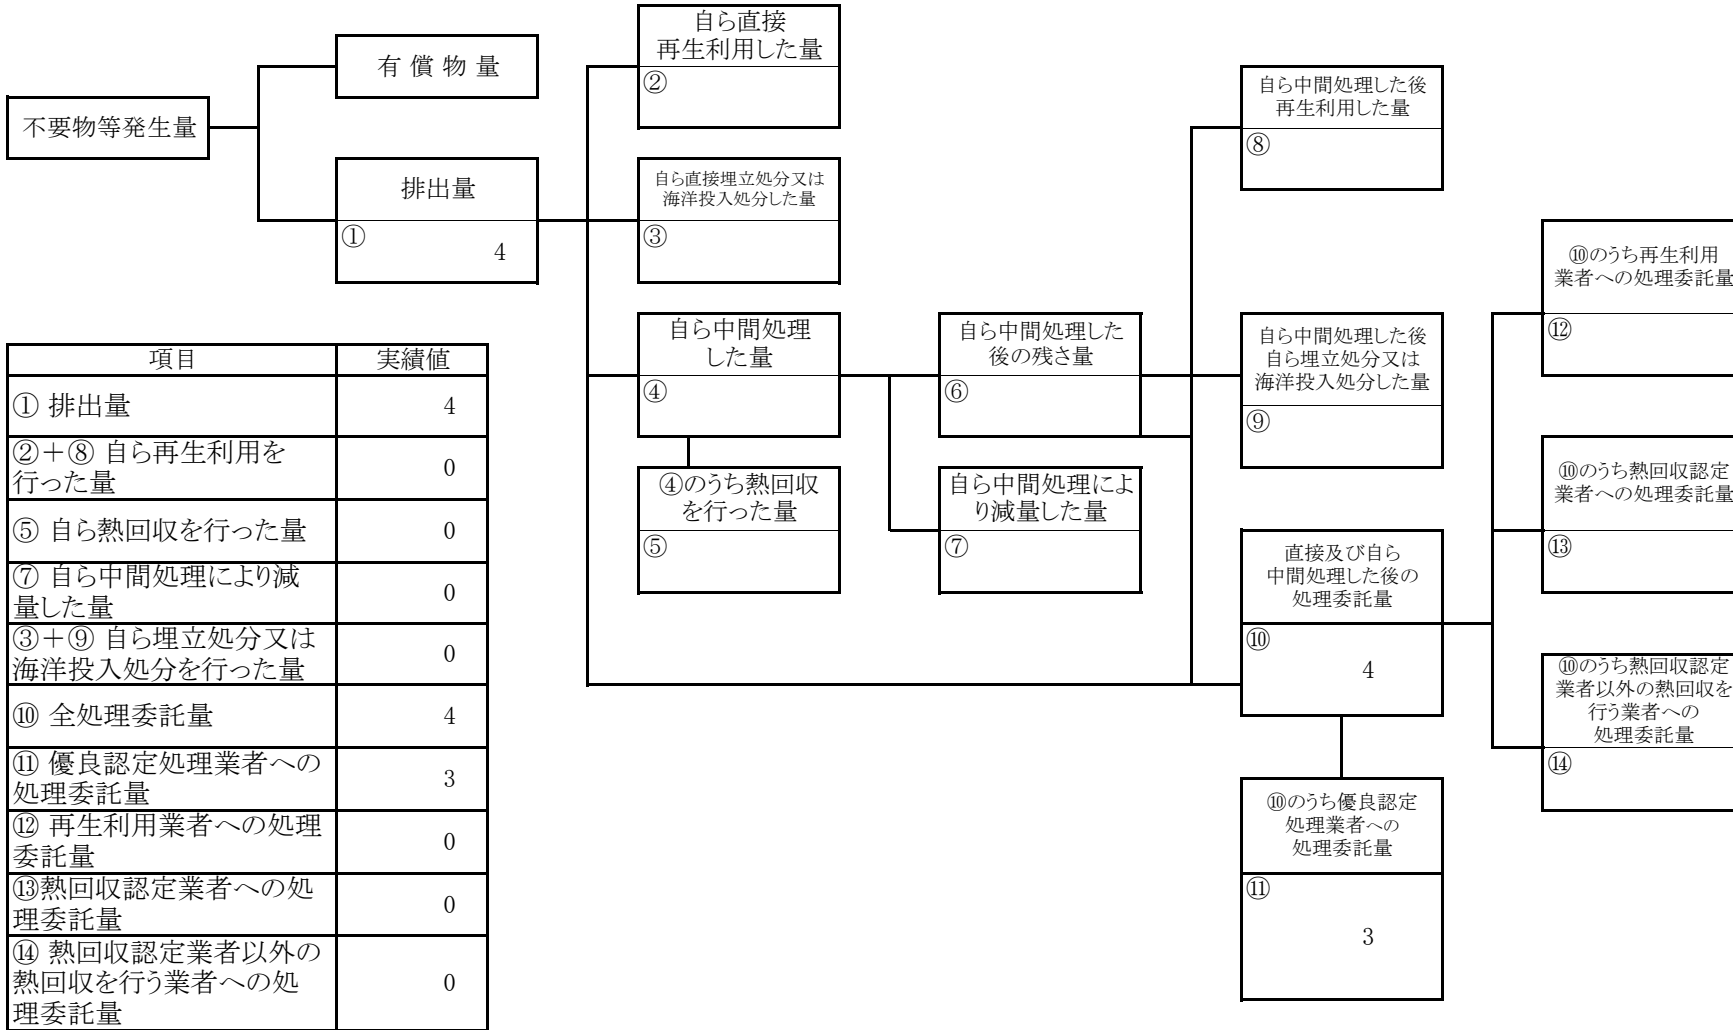 不要物等発生量
有 償 物 量
排出量
①
4
自ら直接
再生利用した量
②
自ら直接埋立処分又は
海洋投入処分した量
③
自ら中間処理
した量
④
④のうち熱回収
を行った量
⑤
自ら中間処理した
後の残さ量
⑥
自ら中間処理によ
り減量した量
⑦
自ら中間処理した後
再生利用した量
⑧
自ら中間処理した後
自ら埋立処分又は
海洋投入処分した量
⑨
直接及び自ら
中間処理した後の
処理委託量
⑩
4
⑩のうち優良認定
処理業者への
処理委託量
⑪
3
⑩のうち再生利用
業者への処理委託量
⑫
⑩のうち熱回収認定
業者への処理委託量
⑬
⑩のうち熱回収認定
業者以外の熱回収を
行う業者への
処理委託量
⑭
項目 実績値
① 排出量 4
②＋⑧ 自ら再生利用を
行った量 0
⑤ 自ら熱回収を行った量 0
⑦ 自ら中間処理により減
量した量 0
③＋⑨ 自ら埋立処分又は
海洋投入処分を行った量 0
⑩ 全処理委託量 4
⑪ 優良認定処理業者への
処理委託量 3
⑫ 再生利用業者への処理
委託量 0
⑬熱回収認定業者への処
理委託量 0
⑭ 熱回収認定業者以外の
熱回収を行う業者への処
理委託量 0